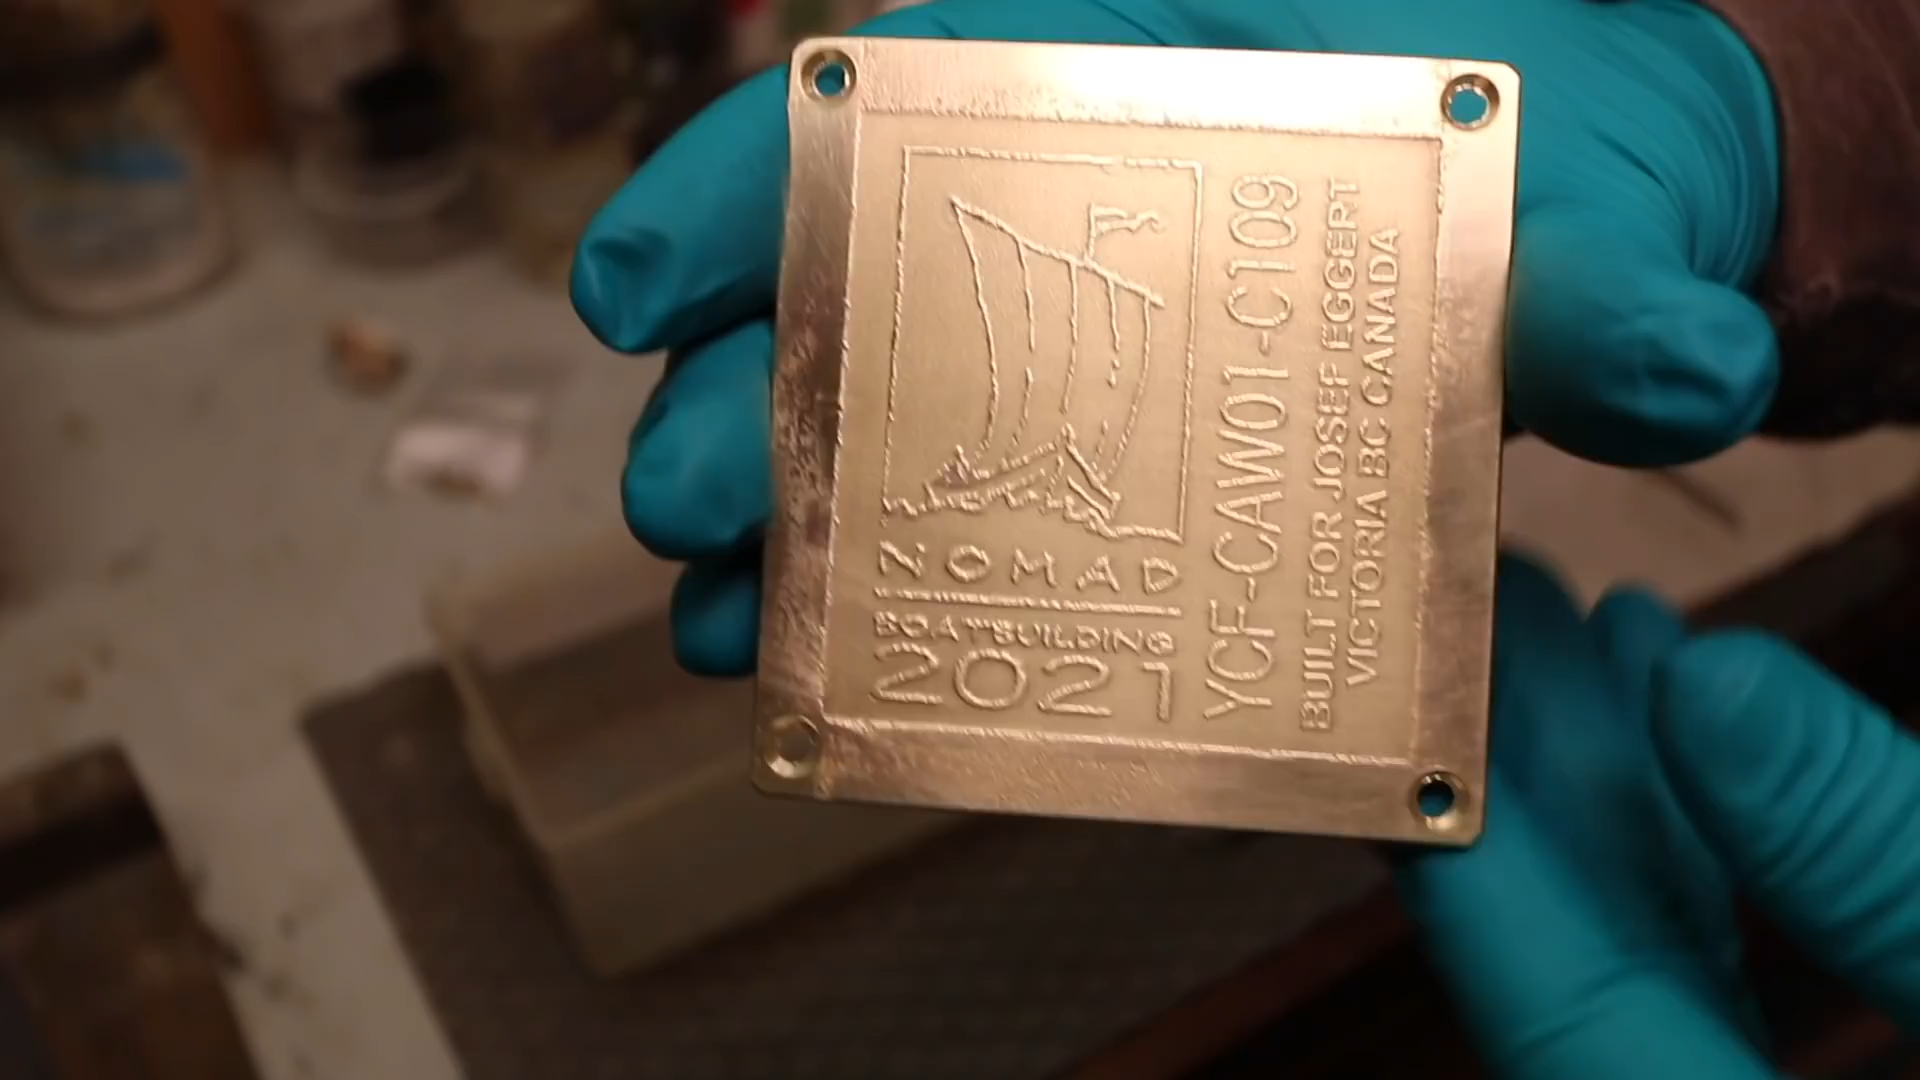 NOMAD
BOATBUILDING
2021
YCF-CAW01-C109
BUILT FOR JOSEF EGGERT
VICTORIA BC CANADA